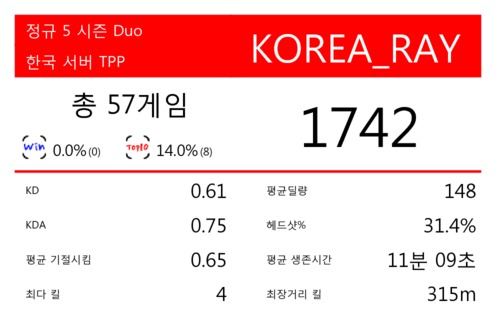 정규 5 시즌 Duo
한국 서버 TPP
KOREA_RAY
총 57게임
Win 0.0% (0)
TOP10 14.0% (8)
1742
KD 0.61
평균딜량 148
KDA 0.75
헤드샷% 31.4%
평균 기절시킴 0.65
평균 생존시간 11분 09초
최다 킬 4
최장거리 킬 315m